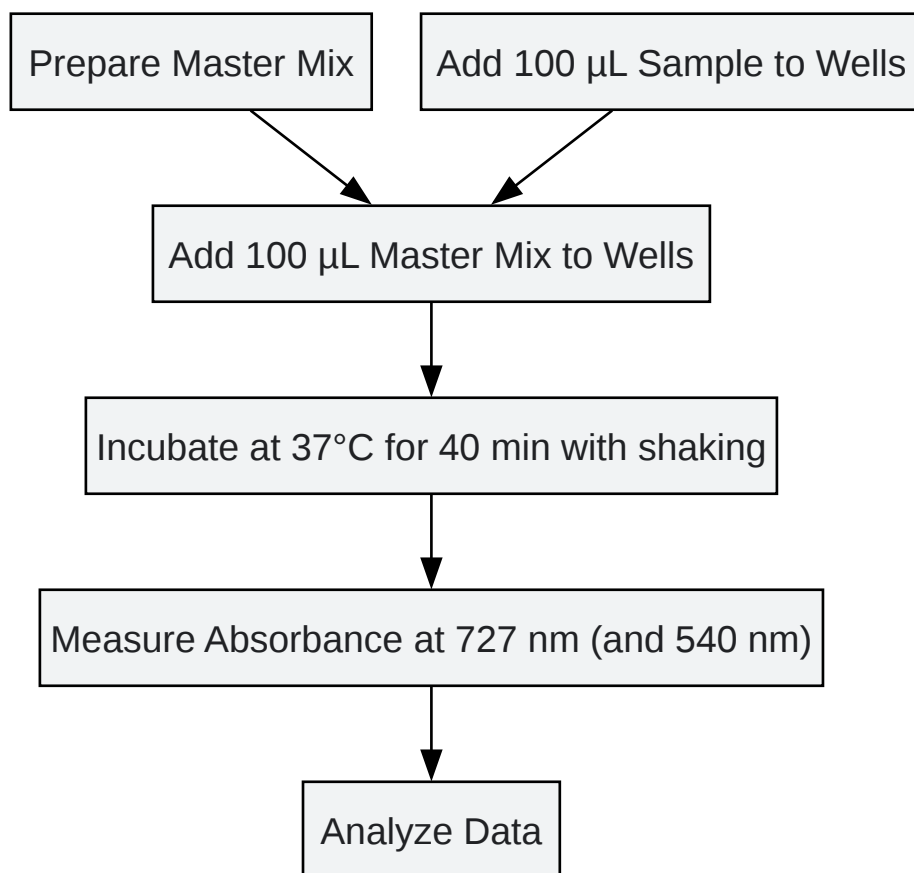 Prepare Master Mix
Add 100 µL Sample to Wells
Add 100 µL Master Mix to Wells
Incubate at 37°C for 40 min with shaking
Measure Absorbance at 727 nm (and 540 nm)
Analyze Data